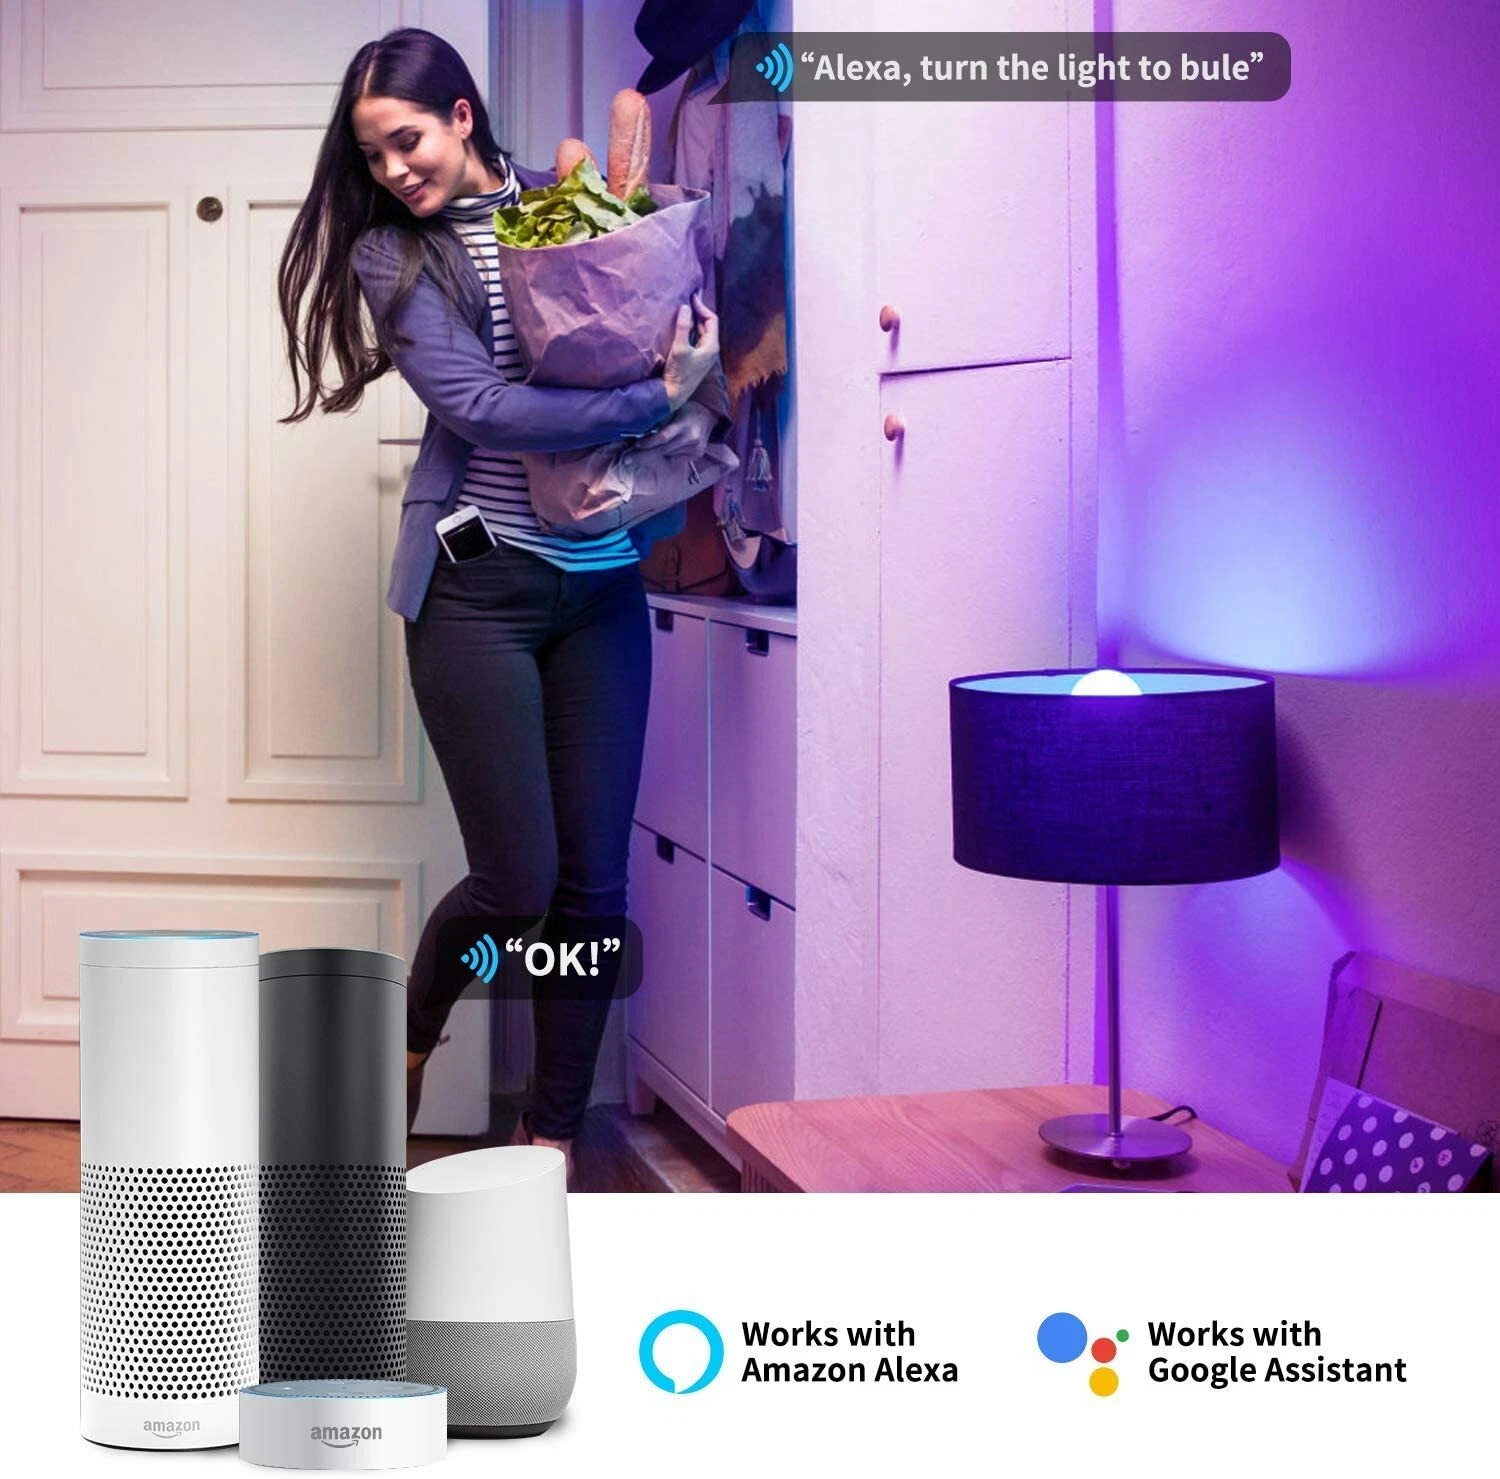 “Alexa, turn the light to bule”
“OK!”
amazon
amazon
Works with
Amazon Alexa
Works with
Google Assistant